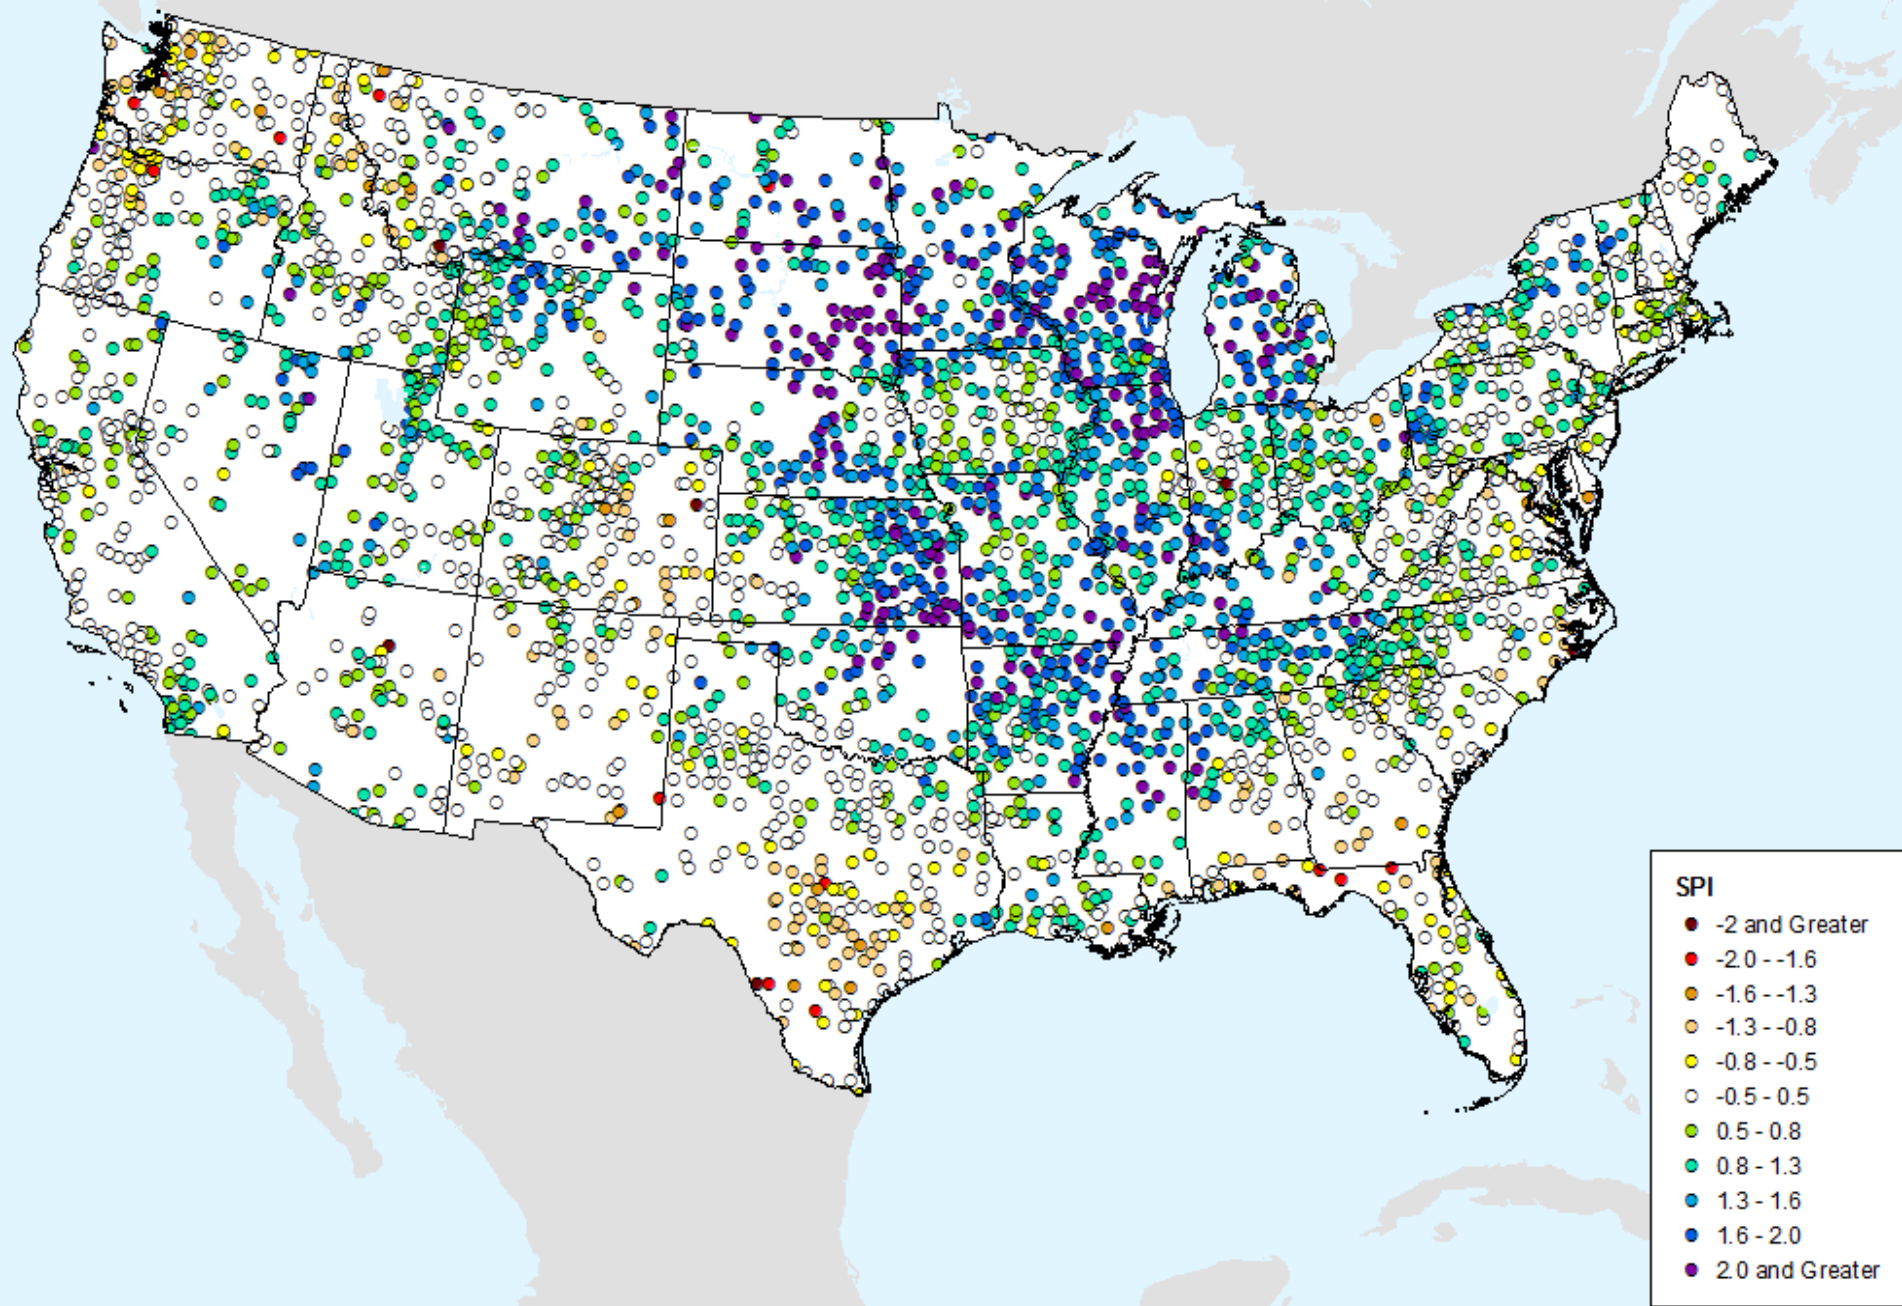 SPI
-2 and Greater
-2.0 - -1.6
-1.6 - -1.3
-1.3 - -0.8
-0.8 - -0.5
-0.5 - 0.5
0.5 - 0.8
0.8 - 1.3
1.3 - 1.6
1.6 - 2.0
2.0 and Greater